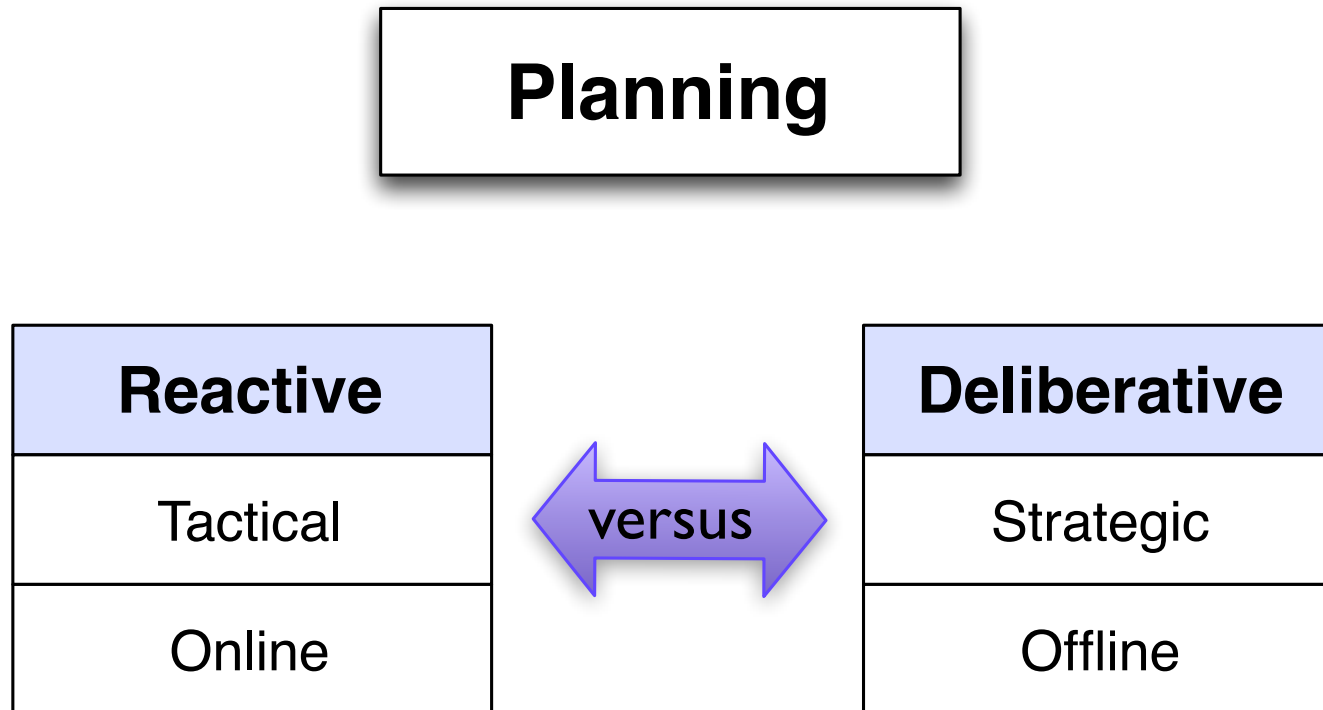 Planning
Reactive
Tactical
Online
versus
Deliberative
Strategic
Offline